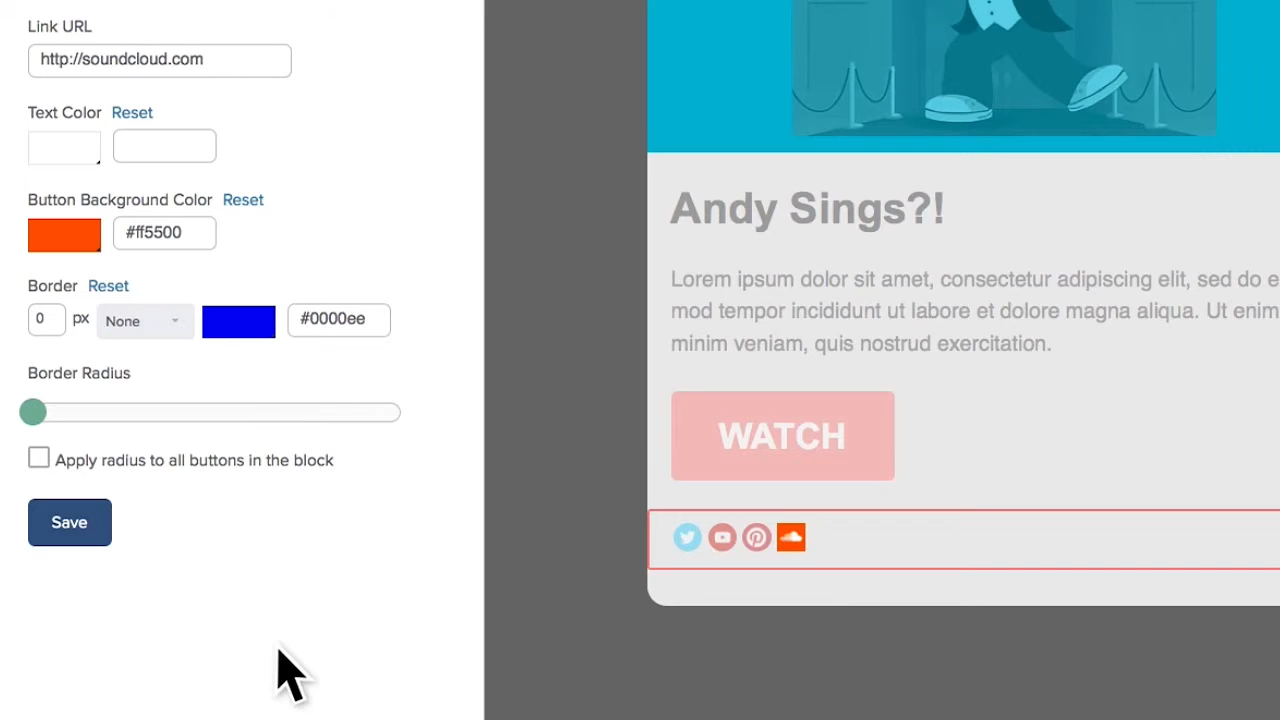 Link URL
http://soundcloud.com
Text Color Reset
Button Background Color Reset
#ff5500
Border Reset
0 px None #0000ee
Border Radius
Apply radius to all buttons in the block
Save
Andy Sings?!
Lorem ipsum dolor sit amet, consectetur adipiscing elit, sed do
mod tempor incididunt ut labore et dolore magna aliqua. Ut enim
minim veniam, quis nostrud exercitation.
WATCH